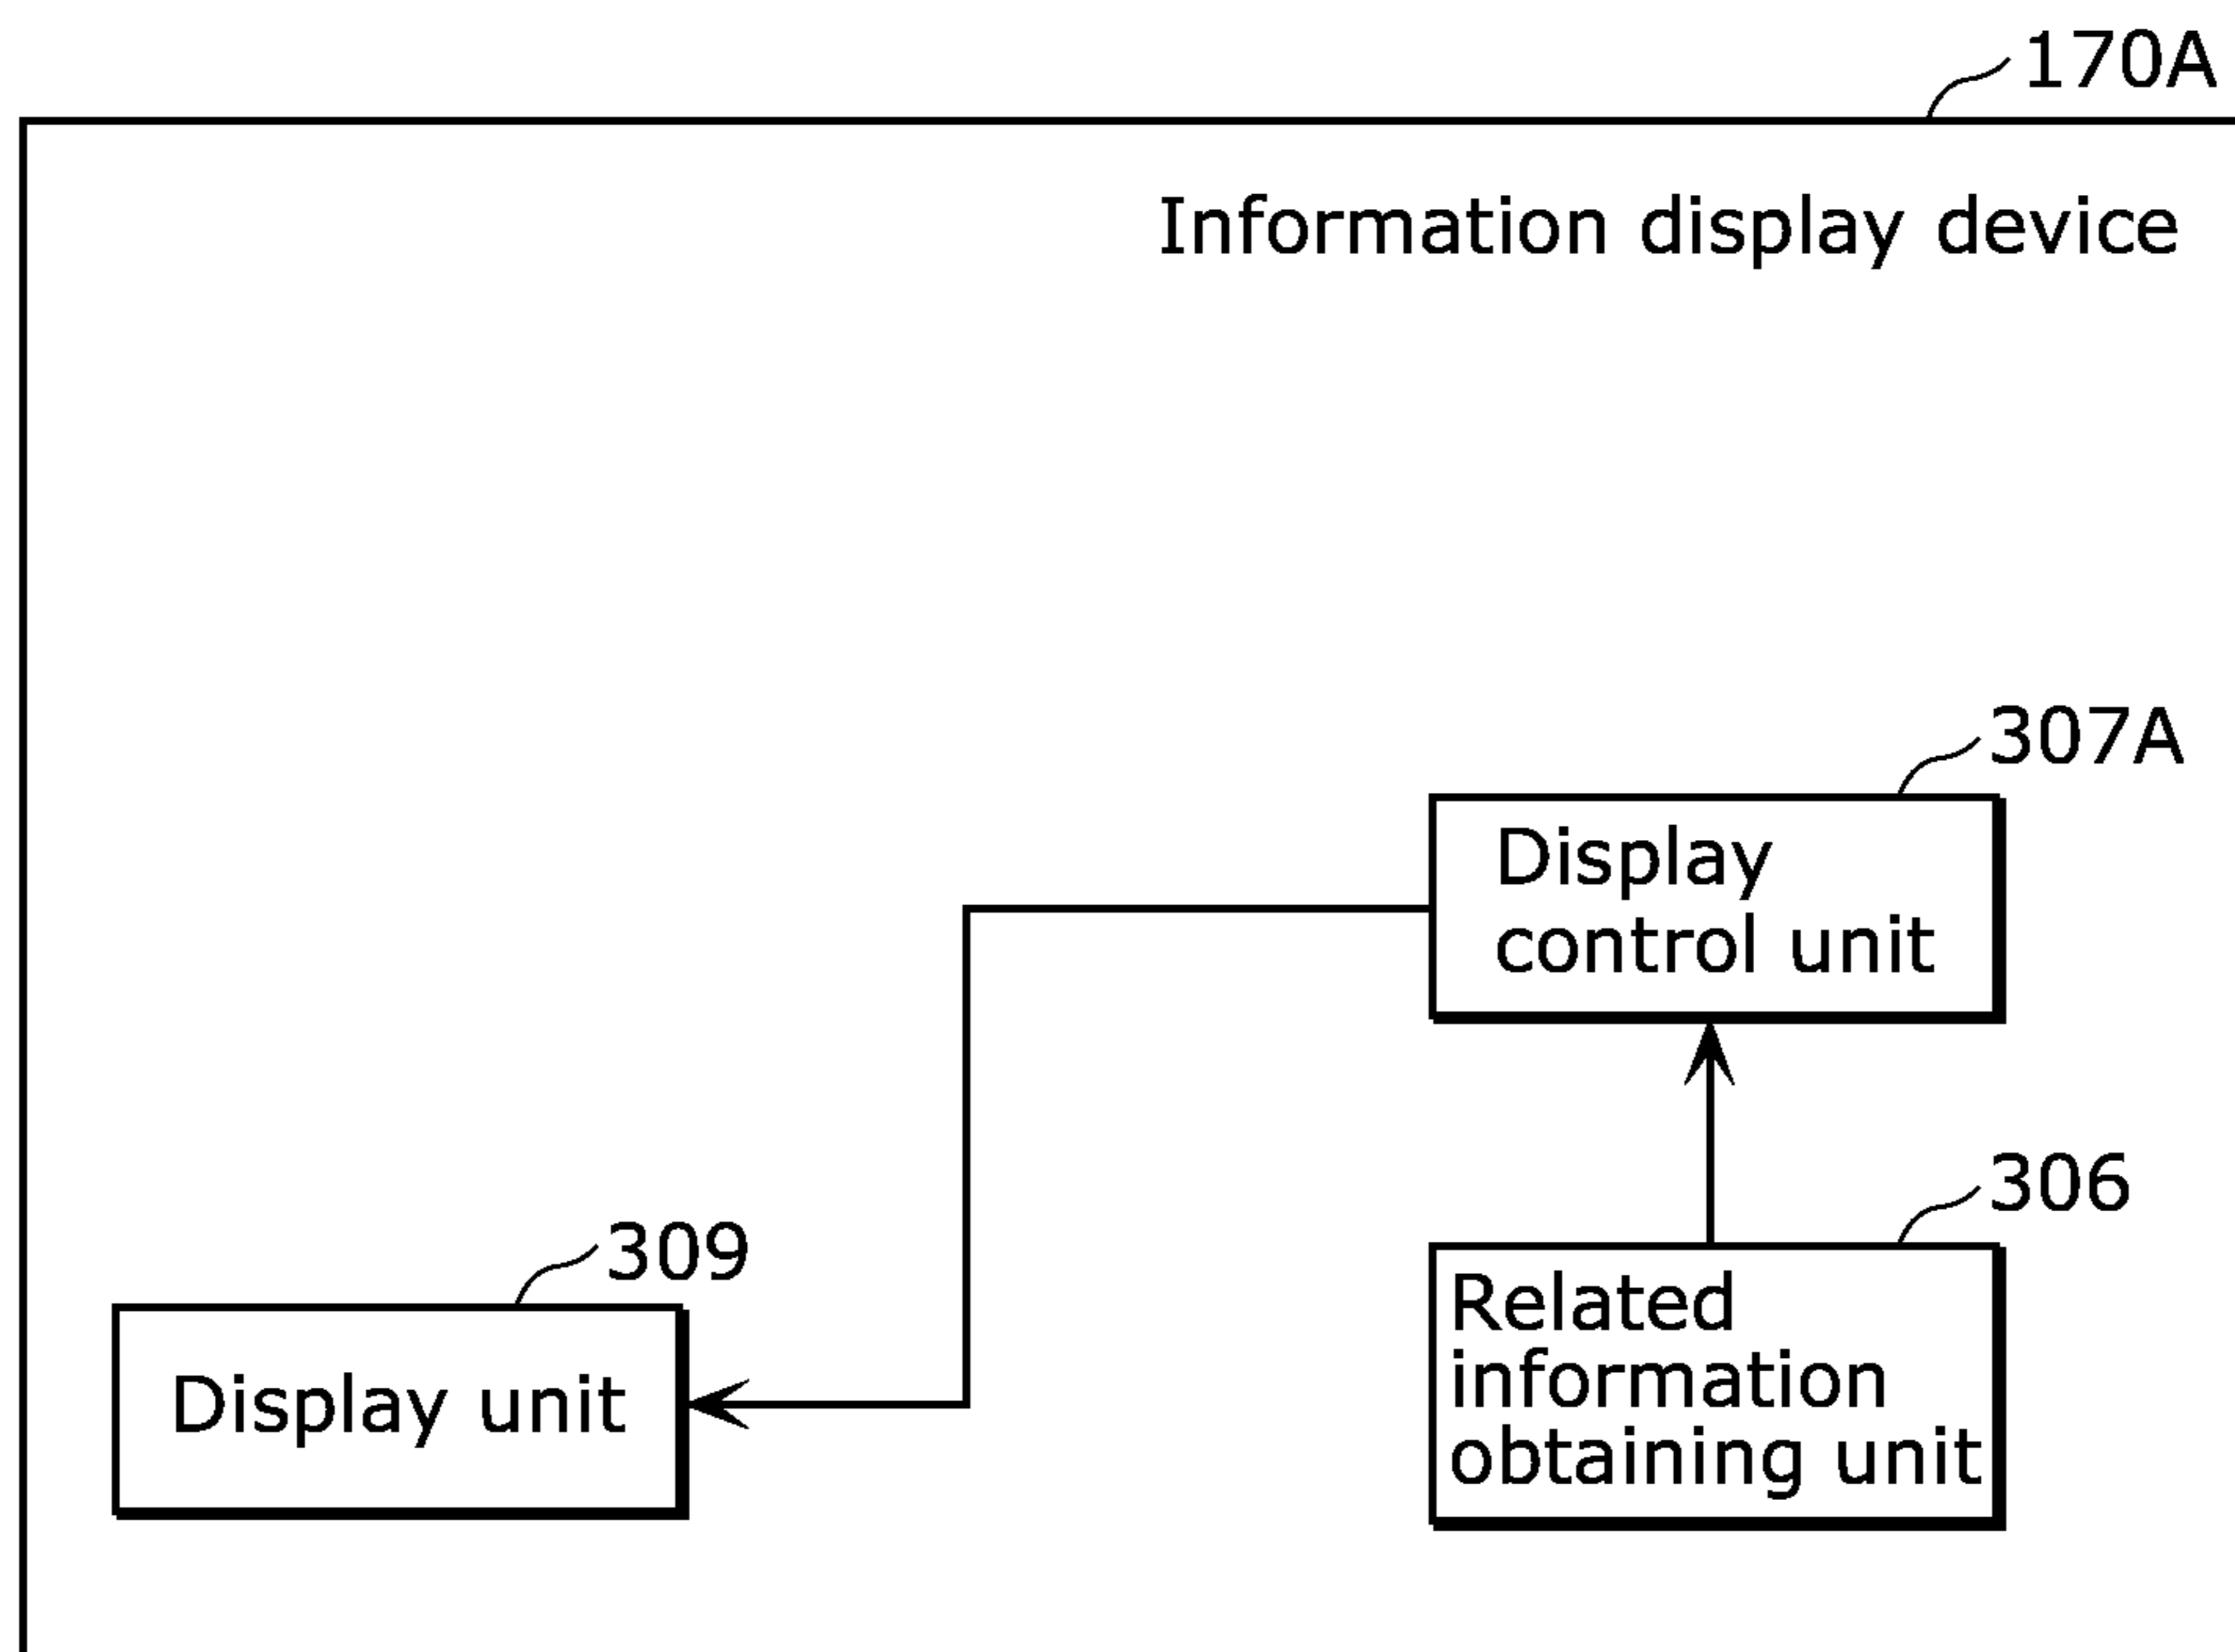 170A
Information display device
307A
Display
control unit
306
Related
information
obtaining unit
309
Display unit